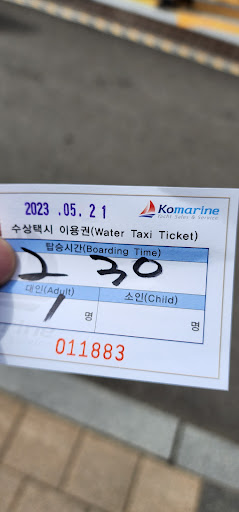 2023 .05.21
Komarine
Yacht Sales & Service
수상택시 이용권(Water Taxi Ticket)
탑승시간(Boarding Time)
2 30
대인(Adult)
소인(Child)
1 명
명
011883